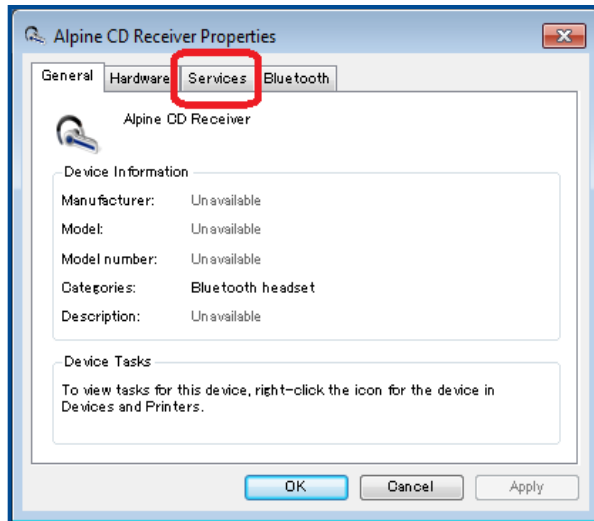 Alpine CD Receiver Properties
General Hardware Services Bluetooth
Alpine CD Receiver
Device Information
Manufacturer: Unavailable
Model: Unavailable
Model number: Unavailable
Categories: Bluetooth headset
Description: Unavailable
Device Tasks
To view tasks for this device, right-click the icon for the device in
Devices and Printers.
OK Cancel Apply